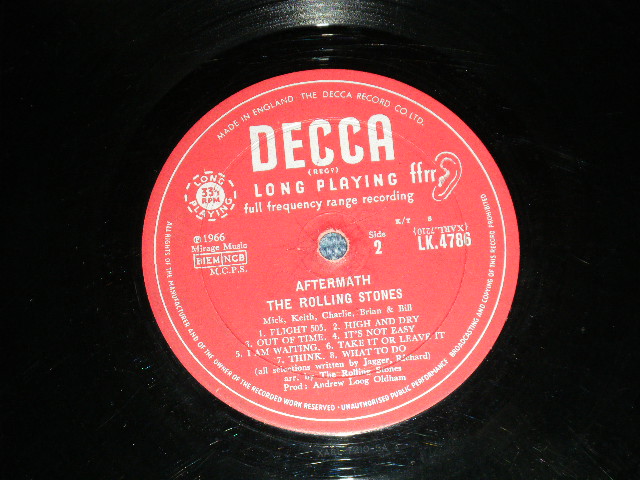 MADE IN ENGLAND THE DECCA RECORD CO. LTD.
DECCA
(REGD)
LONG PLAYING ffrr
full frequency range recording
LONG PLAYING
33⅓
RPM
℗1966
Mirage Music
BIEM NCB
M.C.P.S.
Side
2
K/T
LK.4786
AFTERMATH
THE ROLLING STONES
Mick, Keith, Charlie, Brian & Bill
1. FLIGHT 505. 2. HIGH AND DRY
3. OUT OF TIME. 4. IT'S NOT EASY
5. I AM WAITING. 6. TAKE IT OR LEAVE IT
7. THINK. 8. WHAT TO DO
(all selections written by Jagger, Richard)
arr. by The Rolling Stones
Prod: Andrew Loog Oldham
ALL RIGHTS OF THE MANUFACTURER AND OF THE OWNER OF THE RECORDED WORK RESERVED · UNAUTHORISED PUBLIC PERFORMANCE BROADCASTING AND COPYING OF THIS RECORD PROHIBITED